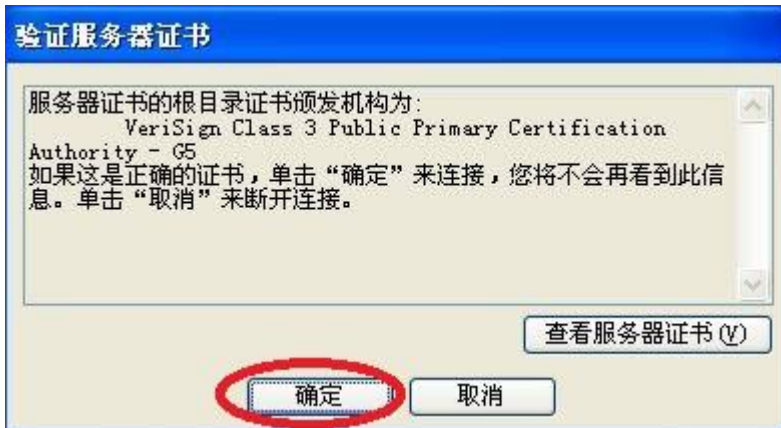 验证服务器证书
服务器证书的根目录证书颁发机构为:
VeriSign Class 3 Public Primary Certification
Authority - G5
如果这是正确的证书，单击“确定”来连接，您将不会再看到此信
息。单击“取消”来断开连接。
查看服务器证书(V)
确定
取消